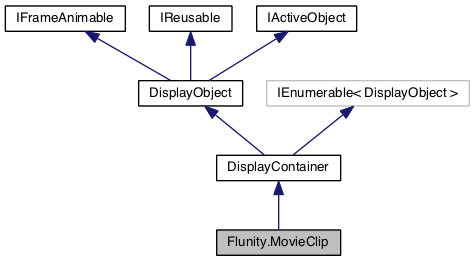 IFrameAnimable
IReusable
IActiveObject
DisplayObject
IEnumerable< DisplayObject >
DisplayContainer
Flunity.MovieClip